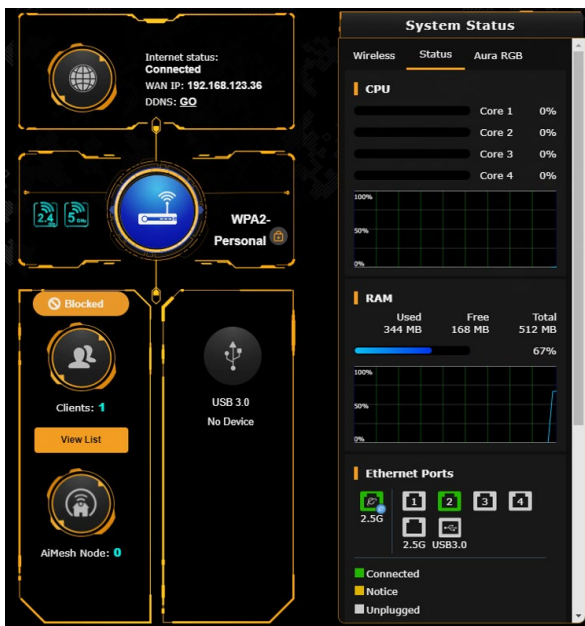 Internet status:
Connected
WAN IP: 192.168.123.36
DDNS: GO
2.4
GHz
5
GHz
WPA2-
Personal
Blocked
Clients: 1
View List
AiMesh Node: 0
USB 3.0
No Device
System Status
Wireless Status Aura RGB
CPU
Core 1 0%
Core 2 0%
Core 3 0%
Core 4 0%
100%
50%
0%
RAM
Used Free Total
344 MB 168 MB 512 MB
67%
100%
50%
0%
Ethernet Ports
1 2 3 4
2.5G
2.5G USB3.0
Connected
Notice
Unplugged